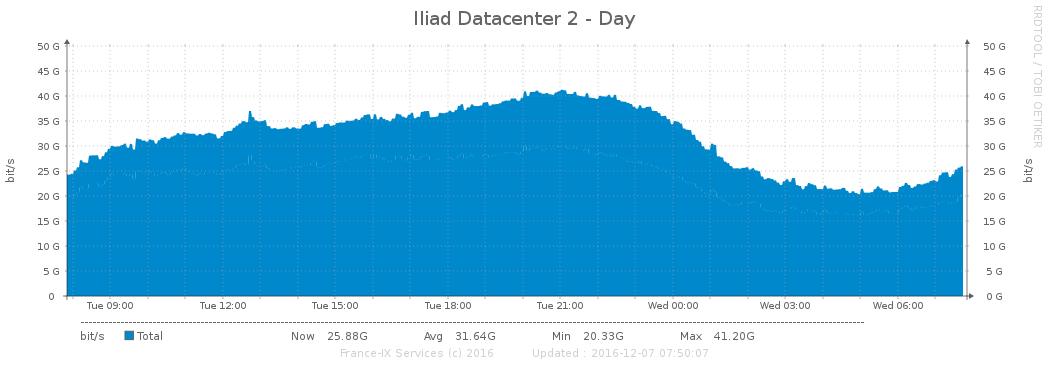 Iliad Datacenter 2 - Day
RRDTOOL / TOBI OETIKER
50 G 50 G
45 G 45 G
40 G 40 G
35 G 35 G
30 G 30 G
25 G 25 G
20 G 20 G
15 G 15 G
10 G 10 G
5 G 5 G
0 0 G
bit/s bit/s
Tue 09:00 Tue 12:00 Tue 15:00 Tue 18:00 Tue 21:00 Wed 00:00 Wed 03:00 Wed 06:00
bit/s Total Now 25.88G Avg 31.64G Min 20.33G Max 41.20G
France-IX Services (c) 2016 Updated : 2016-12-07 07:50:07